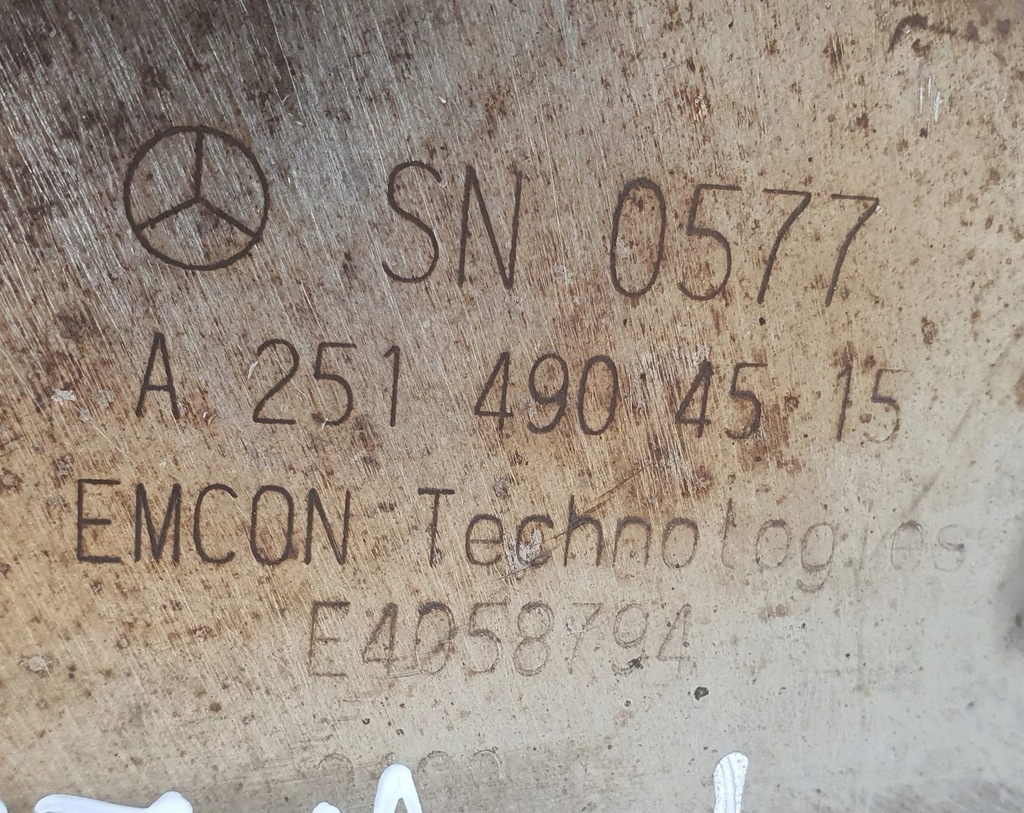 SN 0577
A 251 490 45 15
EMCON Technologies
E4058794